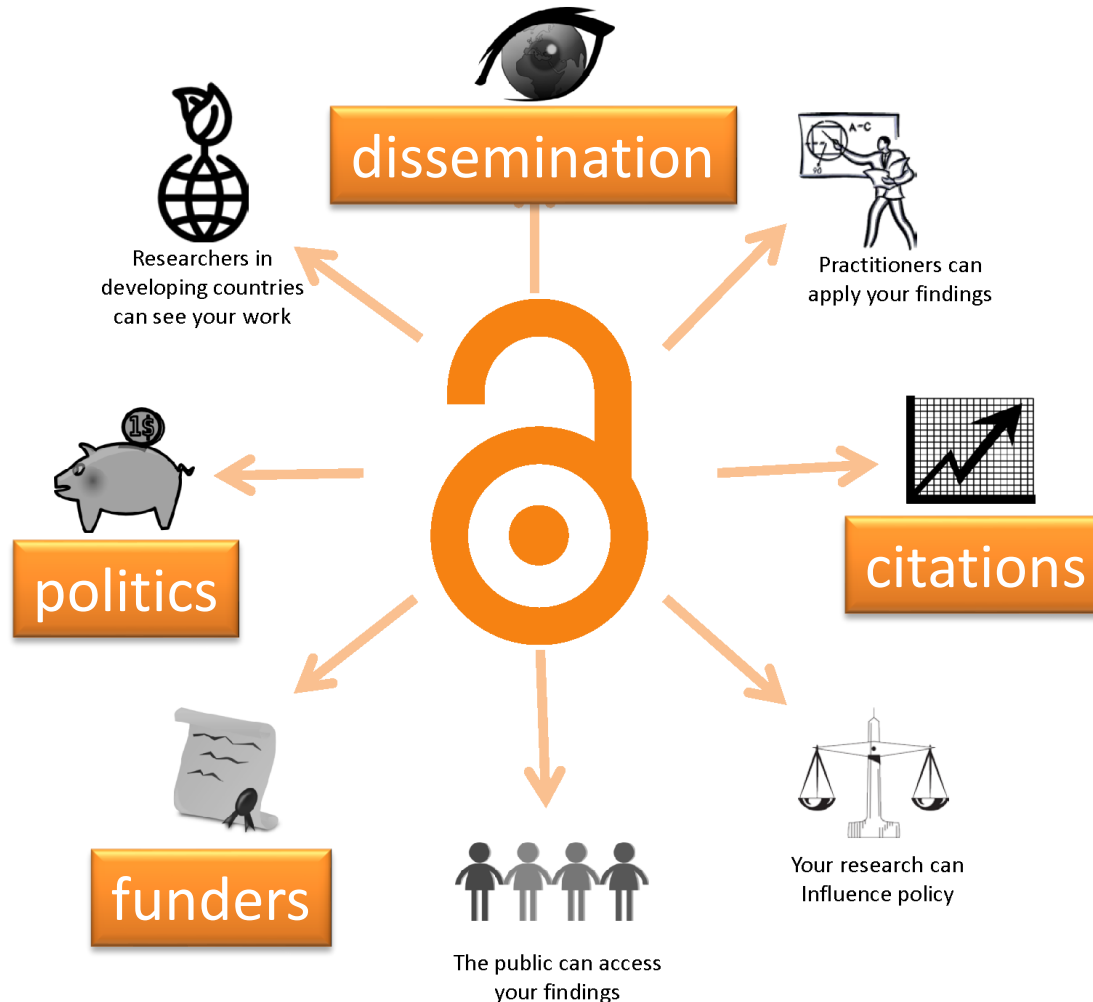 dissemination
A-C
90
Researchers in
developing countries
can see your work
Practitioners can
apply your findings
1$
politics
citations
funders
Your research can
Influence policy
The public can access
your findings